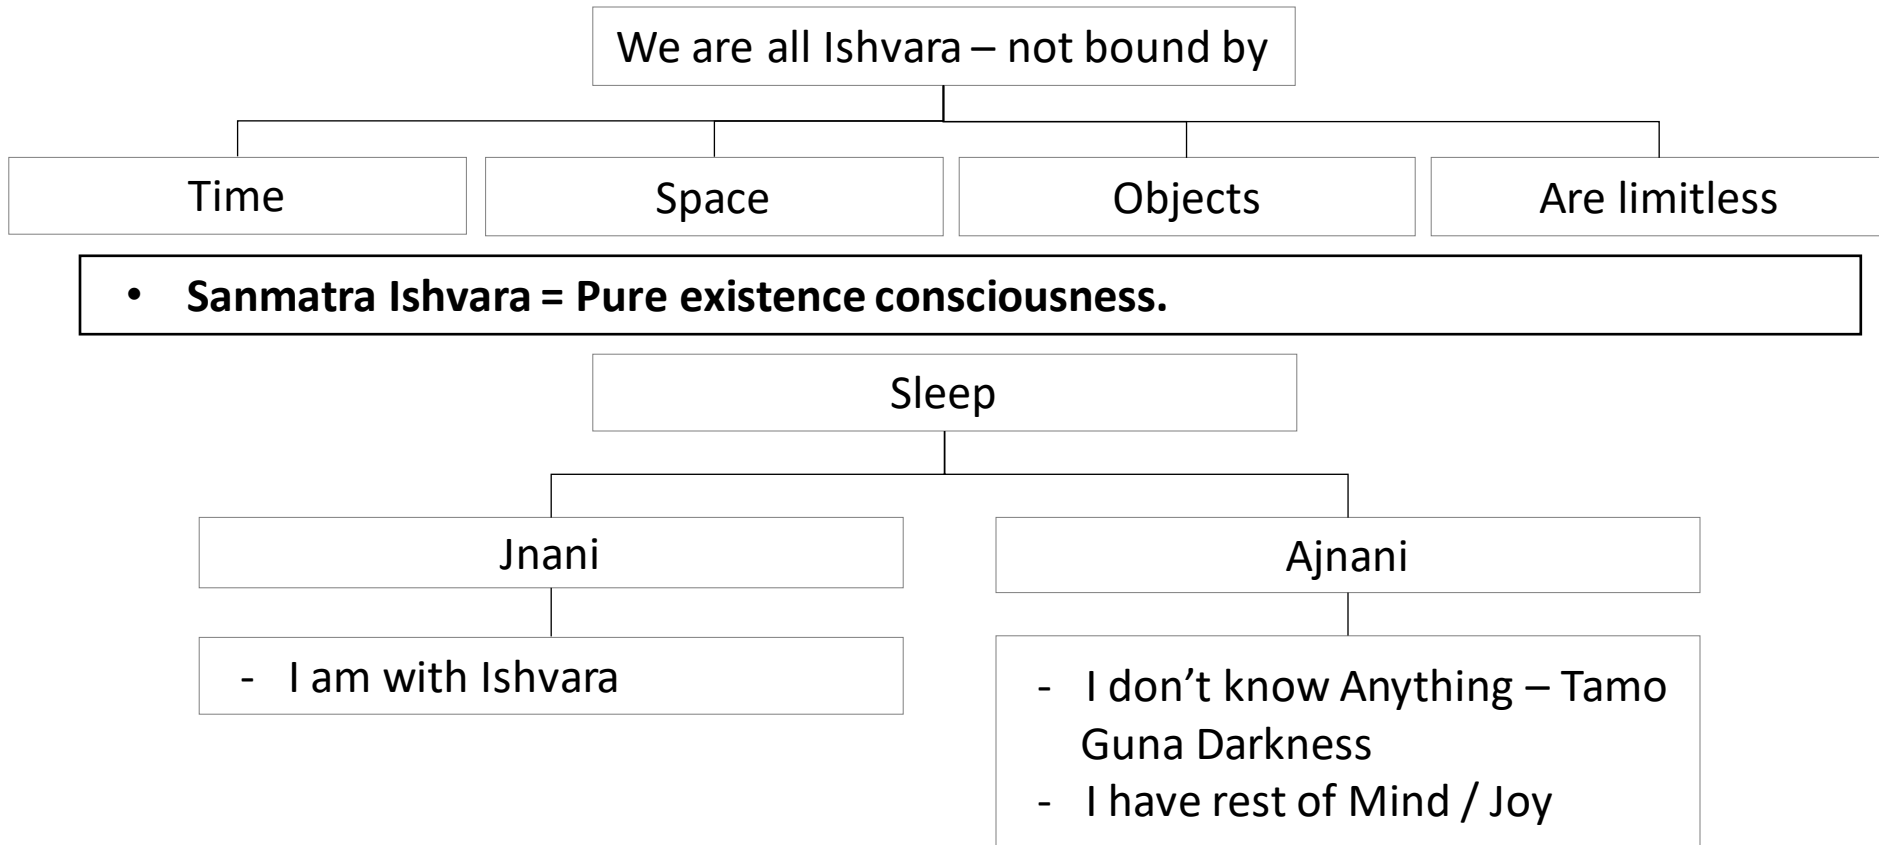 We are all Ishvara – not bound by
Time
Space
Objects
Are limitless
• Sanmatra Ishvara = Pure existence consciousness.
Sleep
Jnani
Ajnani
- I am with Ishvara
- I don’t know Anything – Tamo
Guna Darkness
- I have rest of Mind / Joy